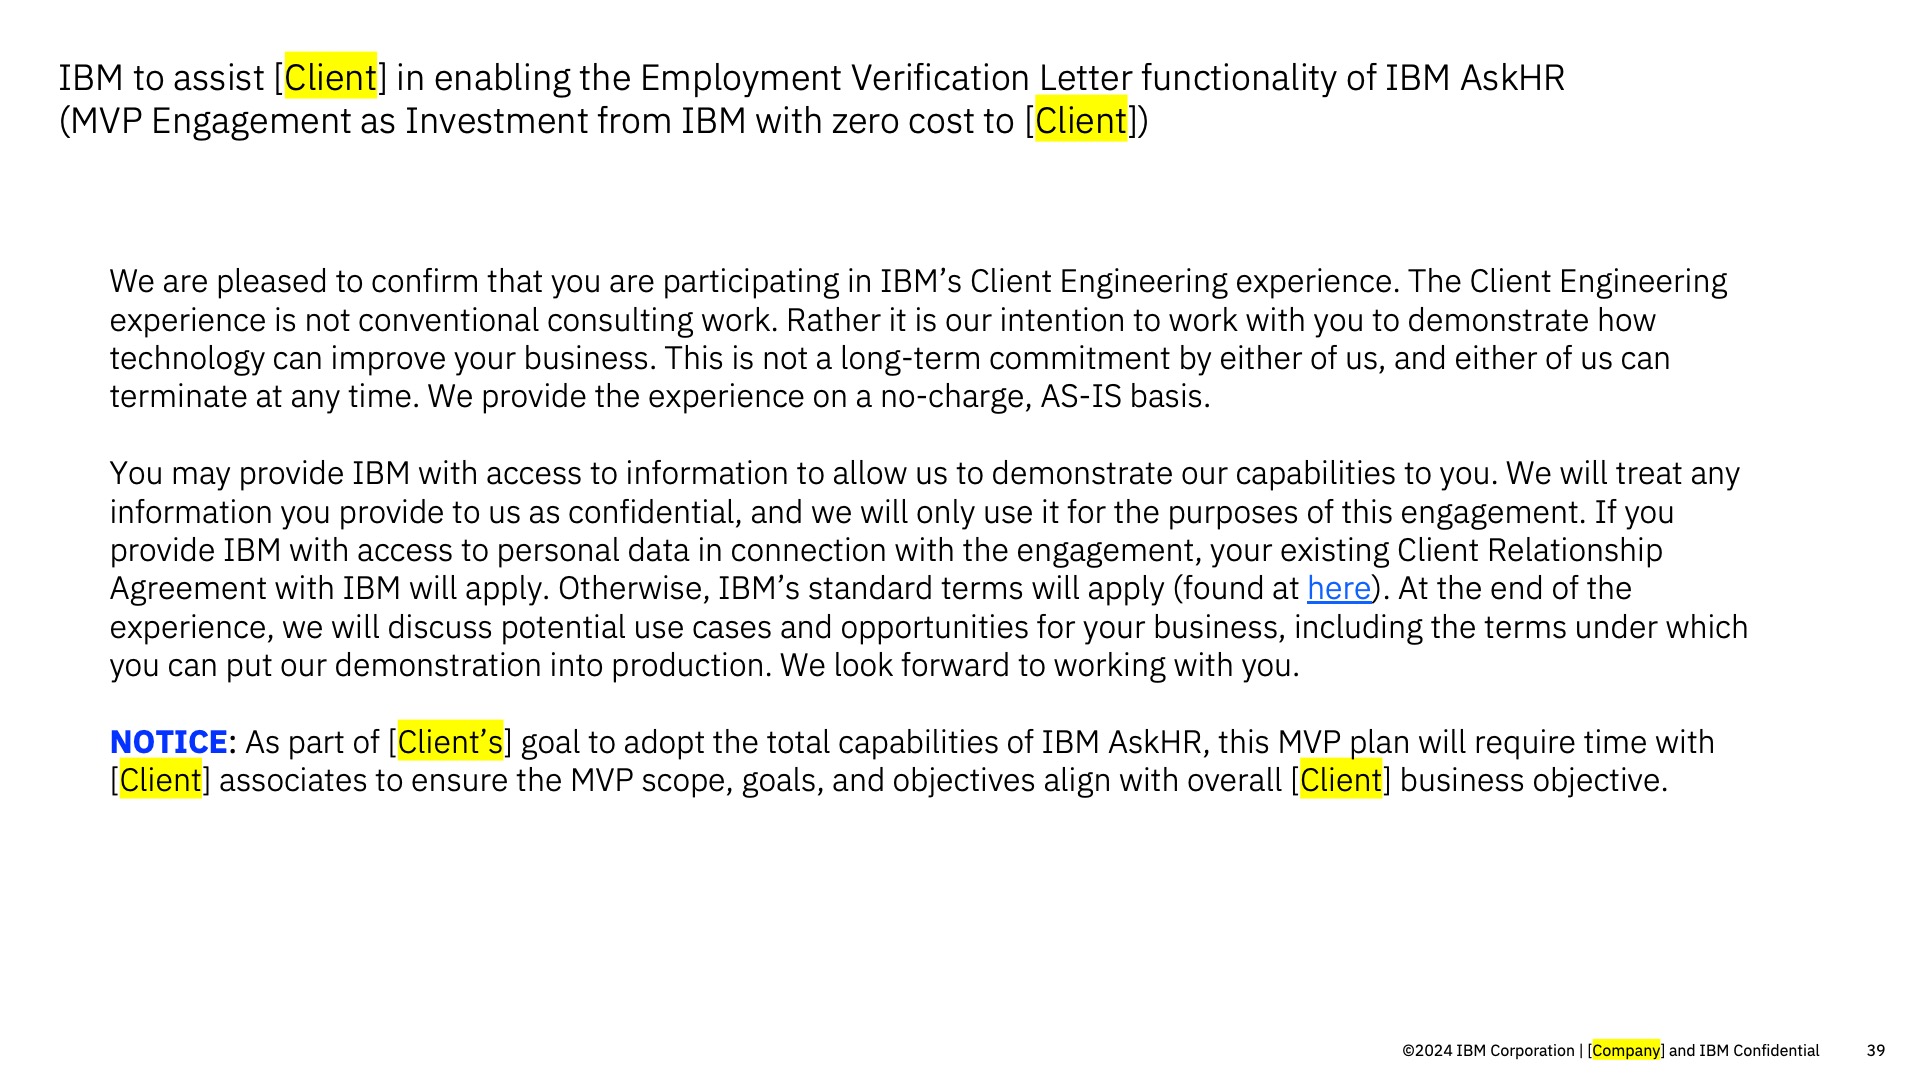 IBM to assist [Client] in enabling the Employment Verification Letter functionality of IBM AskHR
(MVP Engagement as Investment from IBM with zero cost to [Client])
We are pleased to confirm that you are participating in IBM’s Client Engineering experience. The Client Engineering
experience is not conventional consulting work. Rather it is our intention to work with you to demonstrate how
technology can improve your business. This is not a long-term commitment by either of us, and either of us can
terminate at any time. We provide the experience on a no-charge, AS-IS basis.
You may provide IBM with access to information to allow us to demonstrate our capabilities to you. We will treat any
information you provide to us as confidential, and we will only use it for the purposes of this engagement. If you
provide IBM with access to personal data in connection with the engagement, your existing Client Relationship
Agreement with IBM will apply. Otherwise, IBM’s standard terms will apply (found at here). At the end of the
experience, we will discuss potential use cases and opportunities for your business, including the terms under which
you can put our demonstration into production. We look forward to working with you.
NOTICE: As part of [Client’s] goal to adopt the total capabilities of IBM AskHR, this MVP plan will require time with
[Client] associates to ensure the MVP scope, goals, and objectives align with overall [Client] business objective.
©2024 IBM Corporation | [Company] and IBM Confidential 39